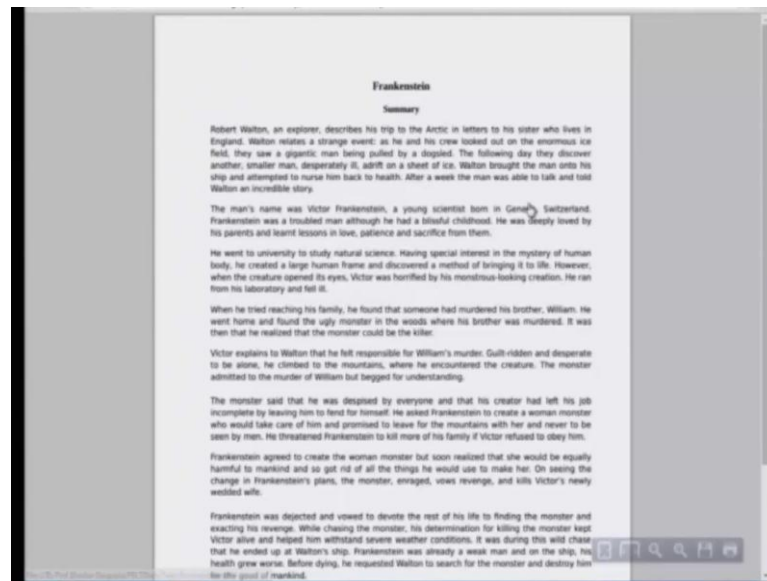 Frankenstein
Summary
Robert Walton, an explorer, describes his trip to the Arctic in letters to his sister who lives in
England. Walton relates a strange event: as he and his crew looked out on the enormous ice
field, they saw a gigantic man being pulled by a dogsled. The following day they discover
another, smaller man, desperately ill, adrift on a sheet of ice. Walton brought the man onto his
ship and attempted to nurse him back to health. After a week the man was able to talk and told
Walton an incredible story.
The man's name was Victor Frankenstein, a young scientist born in Geneva, Switzerland.
Frankenstein was a troubled man although he had a blissful childhood. He was deeply loved by
his parents and learnt lessons in love, patience and sacrifice from them.
He went to university to study natural science. Having special interest in the mystery of human
body, he created a large human frame and discovered a method of bringing it to life. However,
when the creature opened its eyes, Victor was horrified by his monstrous-looking creation. He ran
from his laboratory and fell ill.
When he tried reaching his family, he found that someone had murdered his brother, William. He
went home and found the ugly monster in the woods where his brother was murdered. It was
then that he realized that the monster could be the killer.
Victor explains to Walton that he felt responsible for William's murder. Guilt-ridden and desperate
to be alone, he climbed to the mountains, where he encountered the creature. The monster
admitted to the murder of William but begged for understanding.
The monster said that he was despised by everyone and that his creator had left his job
incomplete by leaving him to fend for himself. He asked Frankenstein to create a woman monster
who would take care of him and promised to leave for the mountains with her and never to be
seen by men. He threatened Frankenstein to kill more of his family if Victor refused to obey him.
Frankenstein agreed to create the woman monster but soon realized that she would be equally
harmful to mankind and so got rid of all the things he would use to make her. On seeing the
change in Frankenstein's plans, the monster, enraged, vows revenge, and kills Victor's newly
wedded wife.
Frankenstein was dejected and vowed to devote the rest of his life to finding the monster and
exacting his revenge. While chasing the monster, his determination for killing the monster kept
Victor alive and helped him withstand severe weather conditions. It was during this wild chase
that he ended up at Walton's ship. Frankenstein was already a weak man and on the ship, his
health grew worse. Before dying, he requested Walton to search for the monster and destroy him
for the good of mankind.